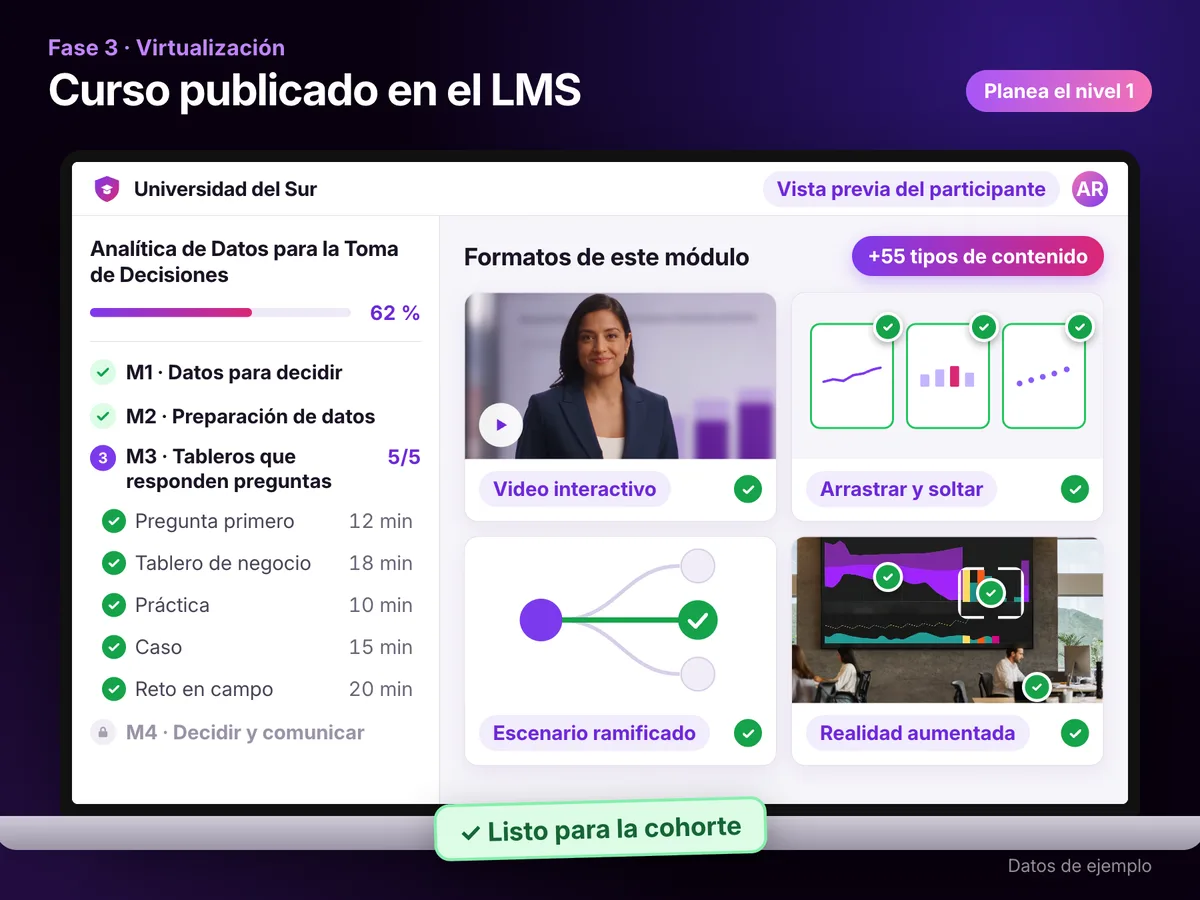 Fase 3 · Virtualización
Curso publicado en el LMS
Planea el nivel 1
Universidad del Sur
Vista previa del participante
AR
Analítica de Datos para la Toma
de Decisiones
62 %
M1 · Datos para decidir
M2 · Preparación de datos
3
M3 · Tableros que
responden preguntas
5/5
Pregunta primero
12 min
Tablero de negocio
18 min
Práctica
10 min
Caso
15 min
Reto en campo
20 min
M4 · Decidir y comunicar
Formatos de este módulo
+55 tipos de contenido
Video interactivo
Arrastrar y soltar
Escenario ramificado
Realidad aumentada
Listo para la cohorte
Datos de ejemplo